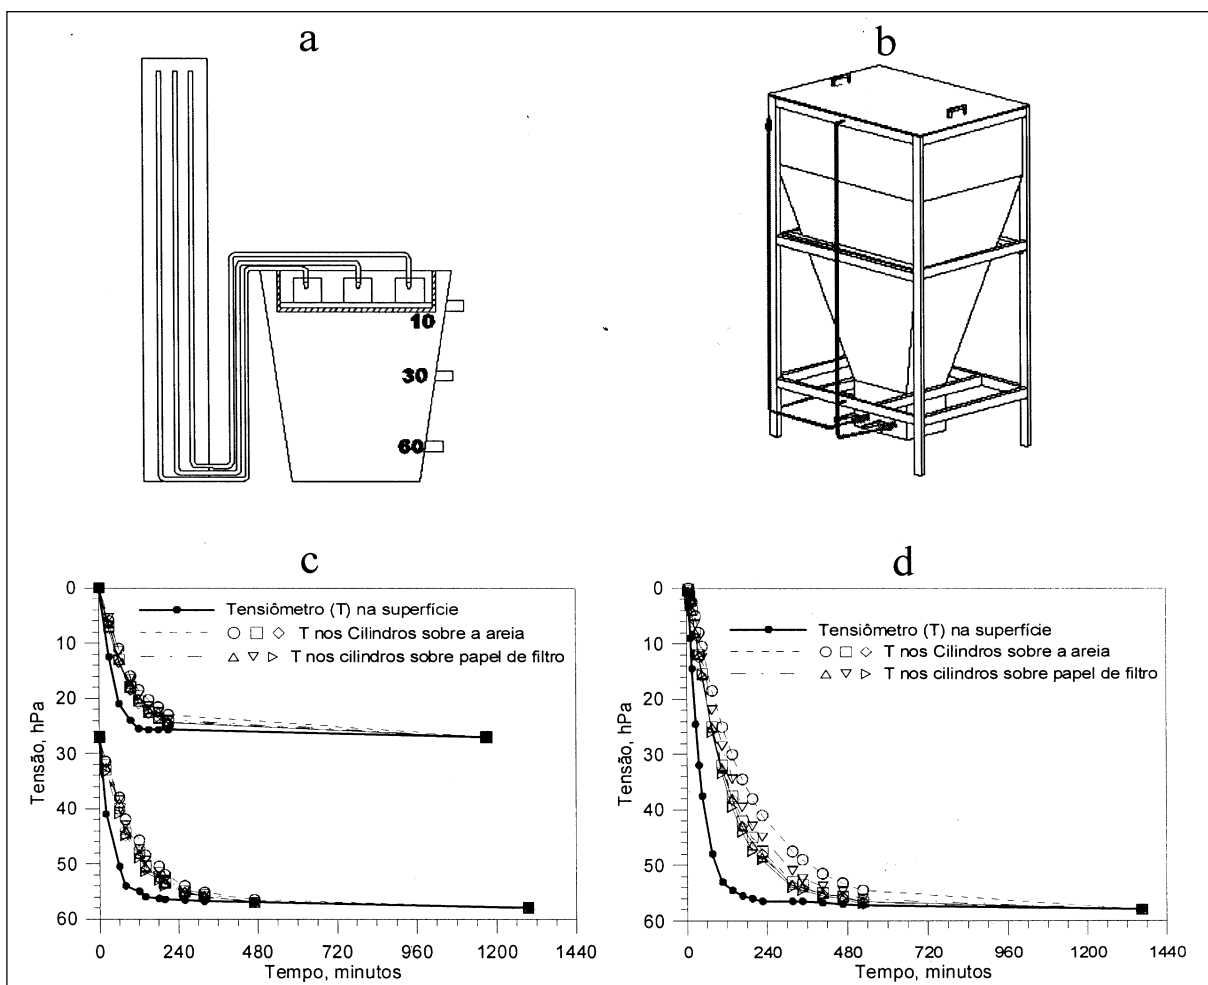 a
b
10
30
60
c
0
10
20
30
40
50
60
Tensão, hPa
Tensiômetro (T) na superfície
T nos Cilindros sobre a areia
T nos cilindros sobre papel de filtro
0 240 480 720 960 1200 1440
Tempo, minutos
d
0
10
20
30
40
50
60
Tensão, hPa
Tensiômetro (T) na superfície
T nos Cilindros sobre a areia
T nos cilindros sobre papel de filtro
0 240 480 720 960 1200 1440
Tempo, minutos